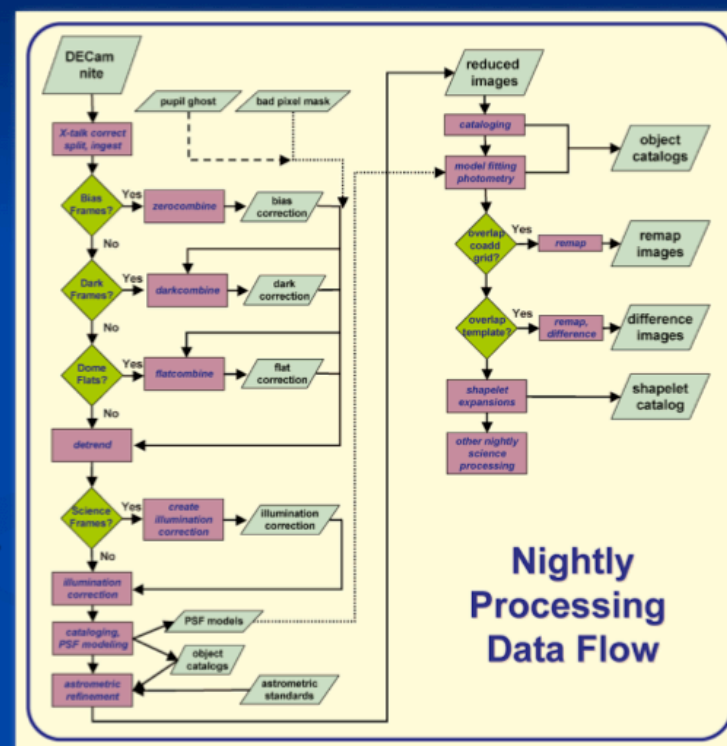 DECam
nite
pupil ghost
bad pixel mask
X-talk correct
split, ingest
Bias
Frames?
Yes
zerocombine
bias
correction
No
Dark
Frames?
Yes
darkcombine
dark
correction
No
Dome
Flats?
Yes
flatcombine
flat
correction
No
detrend
Science
Frames?
Yes
create
illumination
correction
illumination
correction
No
illumination
correction
cataloging,
PSF modeling
PSF models
object
catalogs
astrometric
refinement
astrometric
standards
reduced
images
cataloging
model fitting
photometry
object
catalogs
overlap
coadd
grid?
Yes
remap
remap
images
overlap
template?
Yes
remap,
difference
difference
images
shapelet
expansions
shapelet
catalog
other nightly
science
processing
Nightly
Processing
Data Flow